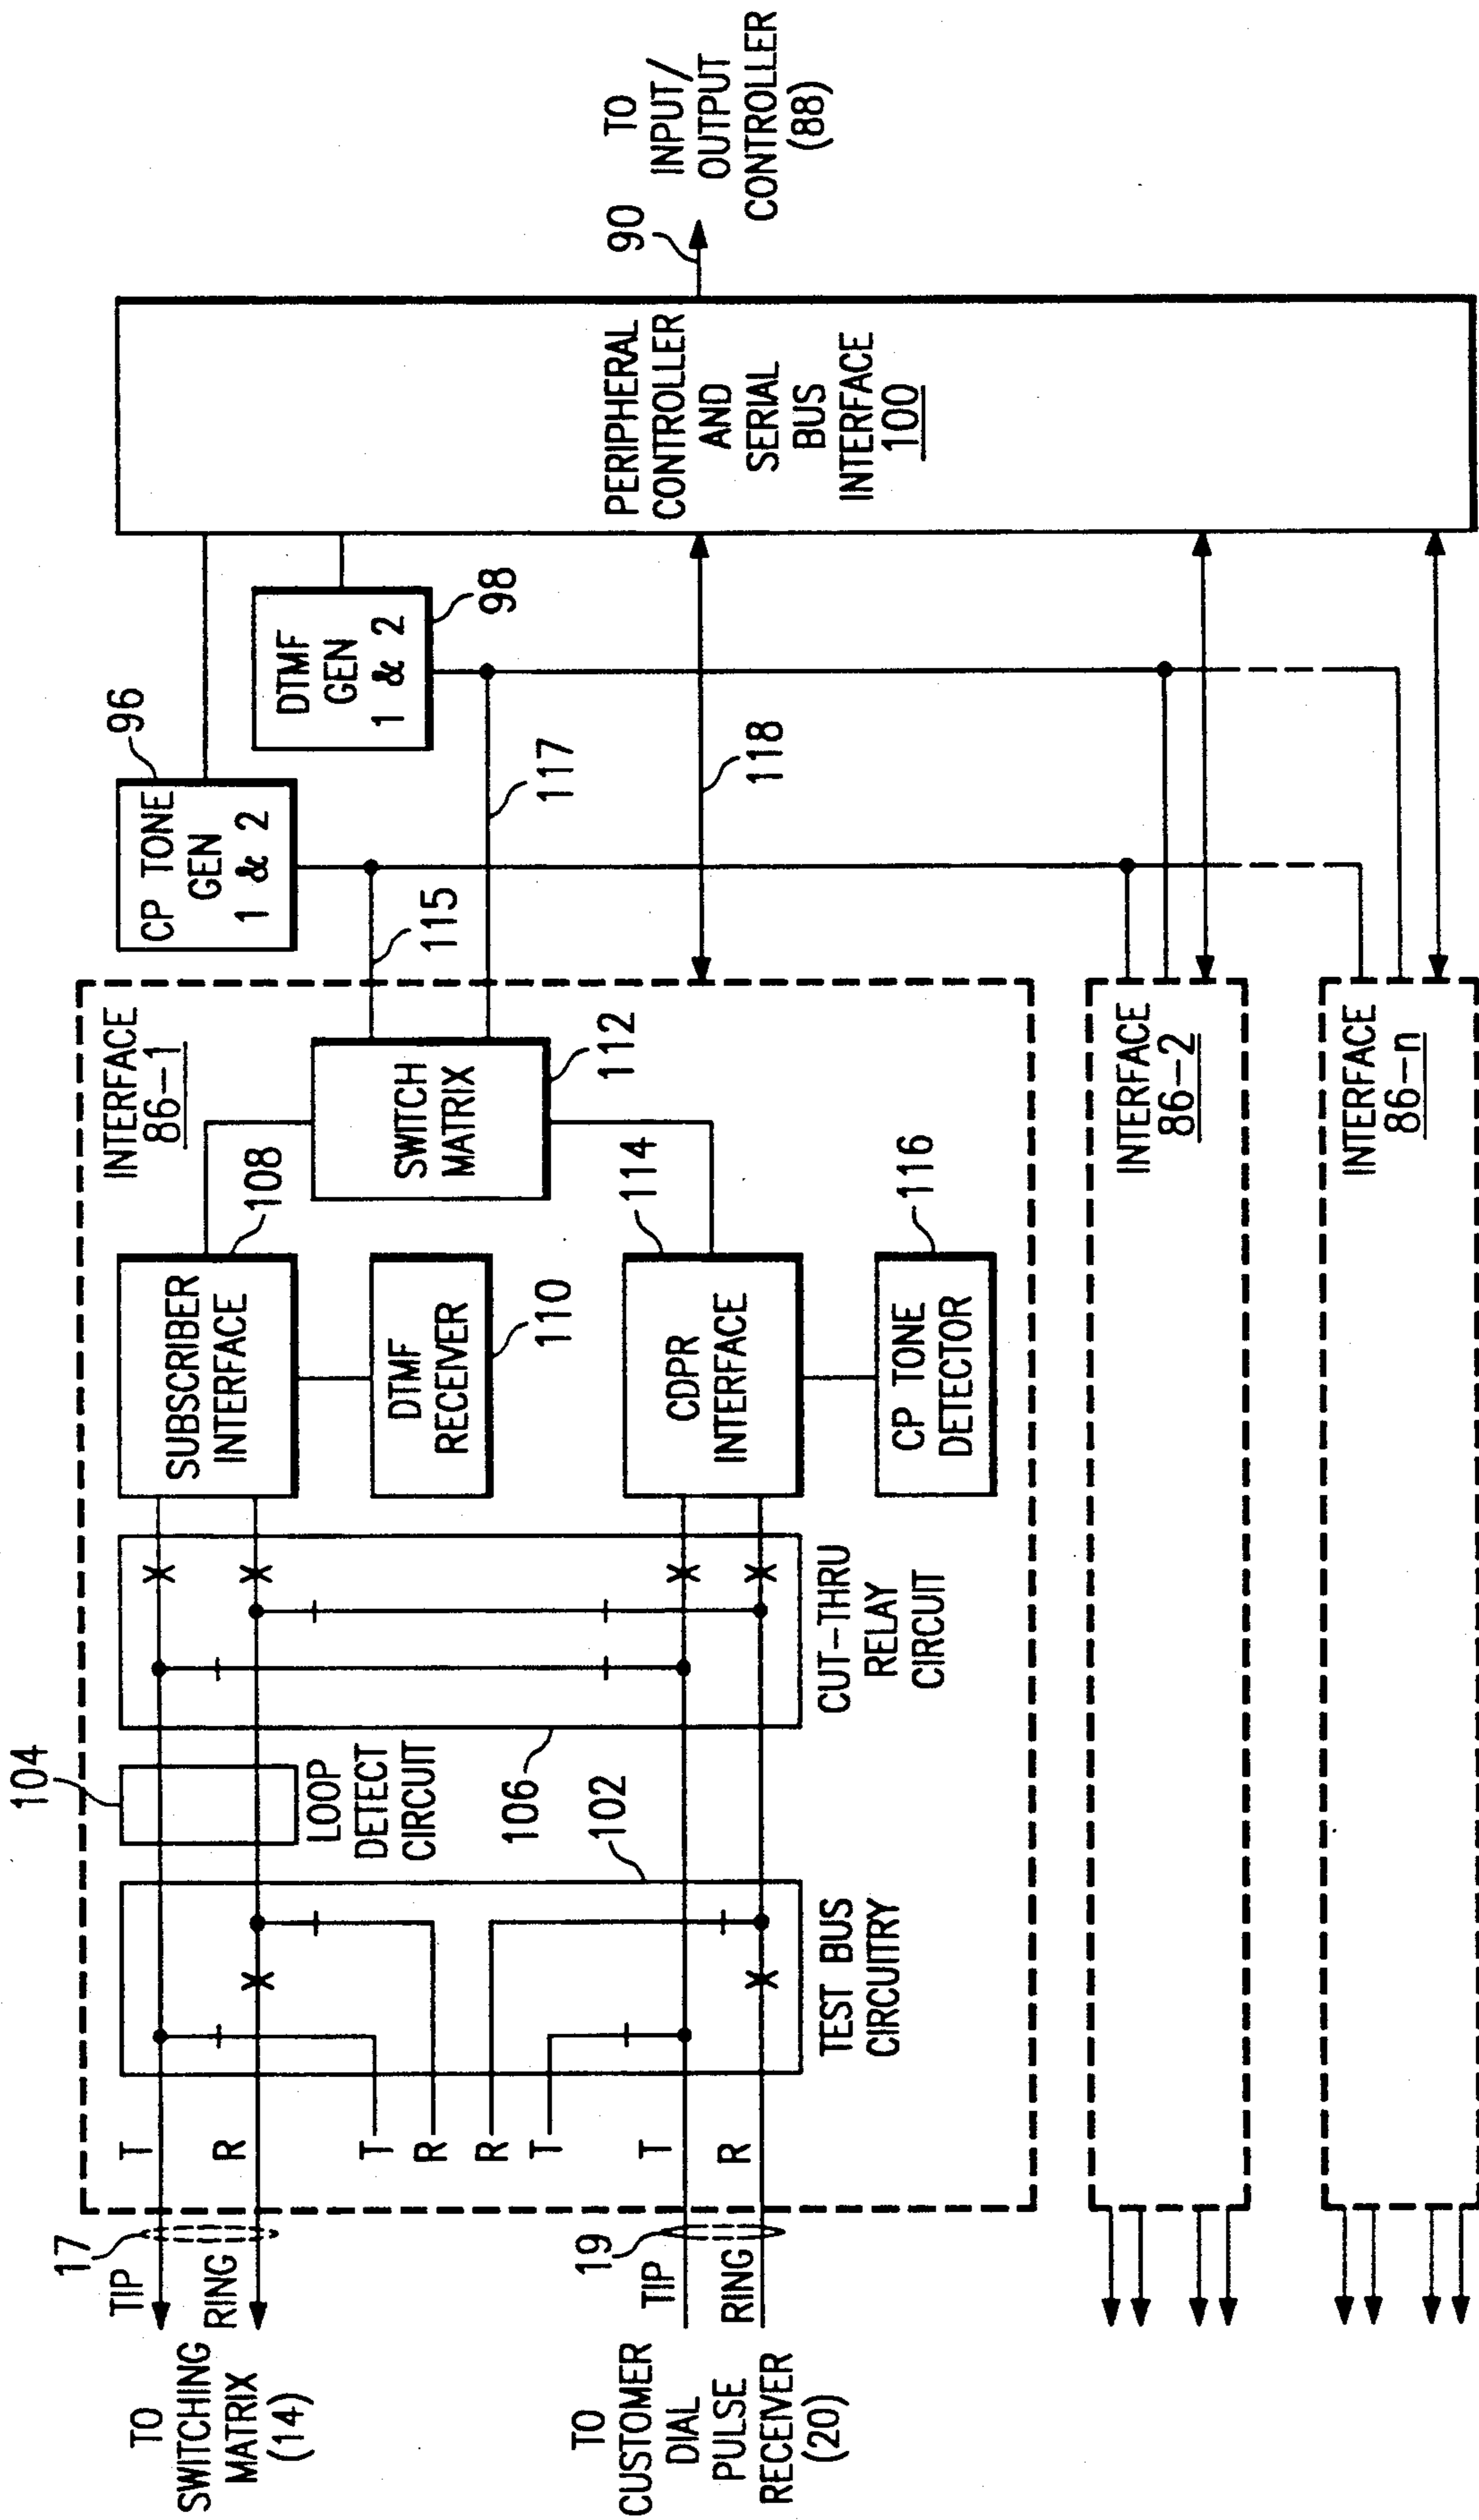 TO
SWITCHING
MATRIX
(14)
TIP
RING
17
T
R
T
R
R
T
T
R
TO
CUSTOMER
DIAL
PULSE
RECEIVER
(20)
TIP
RING
19
TEST BUS
CIRCUITRY
102
104
LOOP
DETECT
CIRCUIT
106
CUT-THRU
RELAY
CIRCUIT
SUBSCRIBER
INTERFACE
108
DTMF
RECEIVER
110
CDPR
INTERFACE
114
CP TONE
DETECTOR
116
INTERFACE
86-1
SWITCH
MATRIX
112
115
117
118
CP TONE
GEN
1 & 2
96
DTMF
GEN
1 & 2
98
PERIPHERAL
CONTROLLER
AND
SERIAL
BUS
INTERFACE
100
90
TO
INPUT/
OUTPUT
CONTROLLER
(88)
INTERFACE
86-2
INTERFACE
86-n